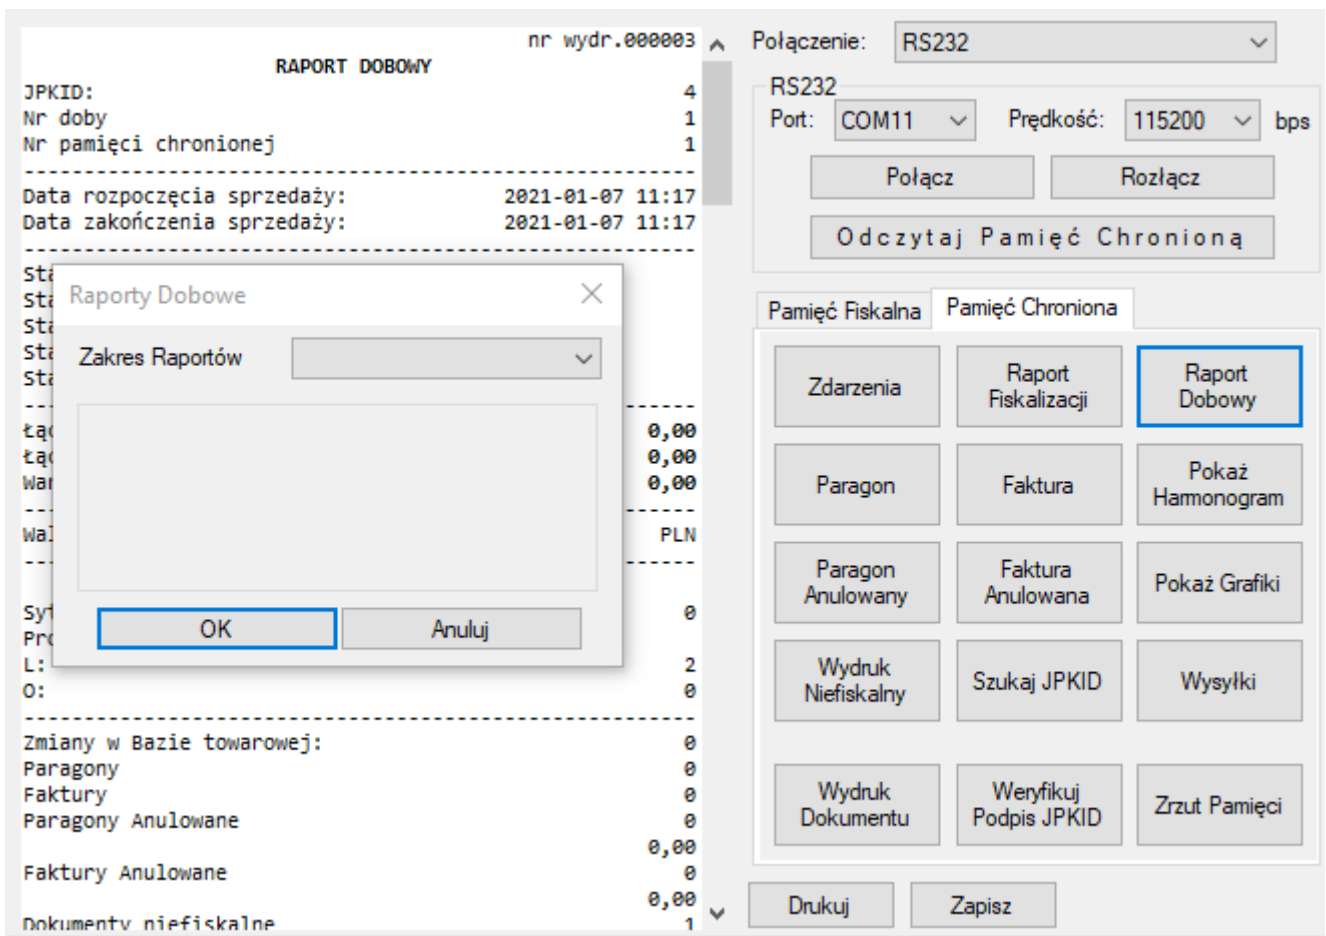 nr wydr.000003
RAPORT DOBOWY
JPKID: 4
Nr doby 1
Nr pamięci chronionej 1
Data rozpoczęcia sprzedaży: 2021-01-07 11:17
Data zakończenia sprzedaży: 2021-01-07 11:17
Raporty Dobowe
Zakres Raportów
OK
Anuluj
0,00
0,00
0,00
PLN
0
L: 2
O: 0
Zmiany w Bazie towarowej: 0
Paragony 0
Faktury 0
Paragony Anulowane 0
0,00
Faktury Anulowane 0
0,00
Dokumenty niefiskalne 1
Połączenie: RS232
RS232
Port: COM11 Prędkość: 115200 bps
Połącz
Rozłącz
Odczytaj Pamięć Chronioną
Pamięć Fiskalna
Pamięć Chroniona
Zdarzenia
Raport
Fiskalizacji
Raport
Dobowy
Paragon
Faktura
Pokaż
Harmonogram
Paragon
Anulowany
Faktura
Anulowana
Pokaż Grafiki
Wydruk
Niefiskalny
Szukaj JPKID
Wysyłki
Wydruk
Dokumentu
Weryfikuj
Podpis JPKID
Zrzut Pamięci
Drukuj
Zapisz